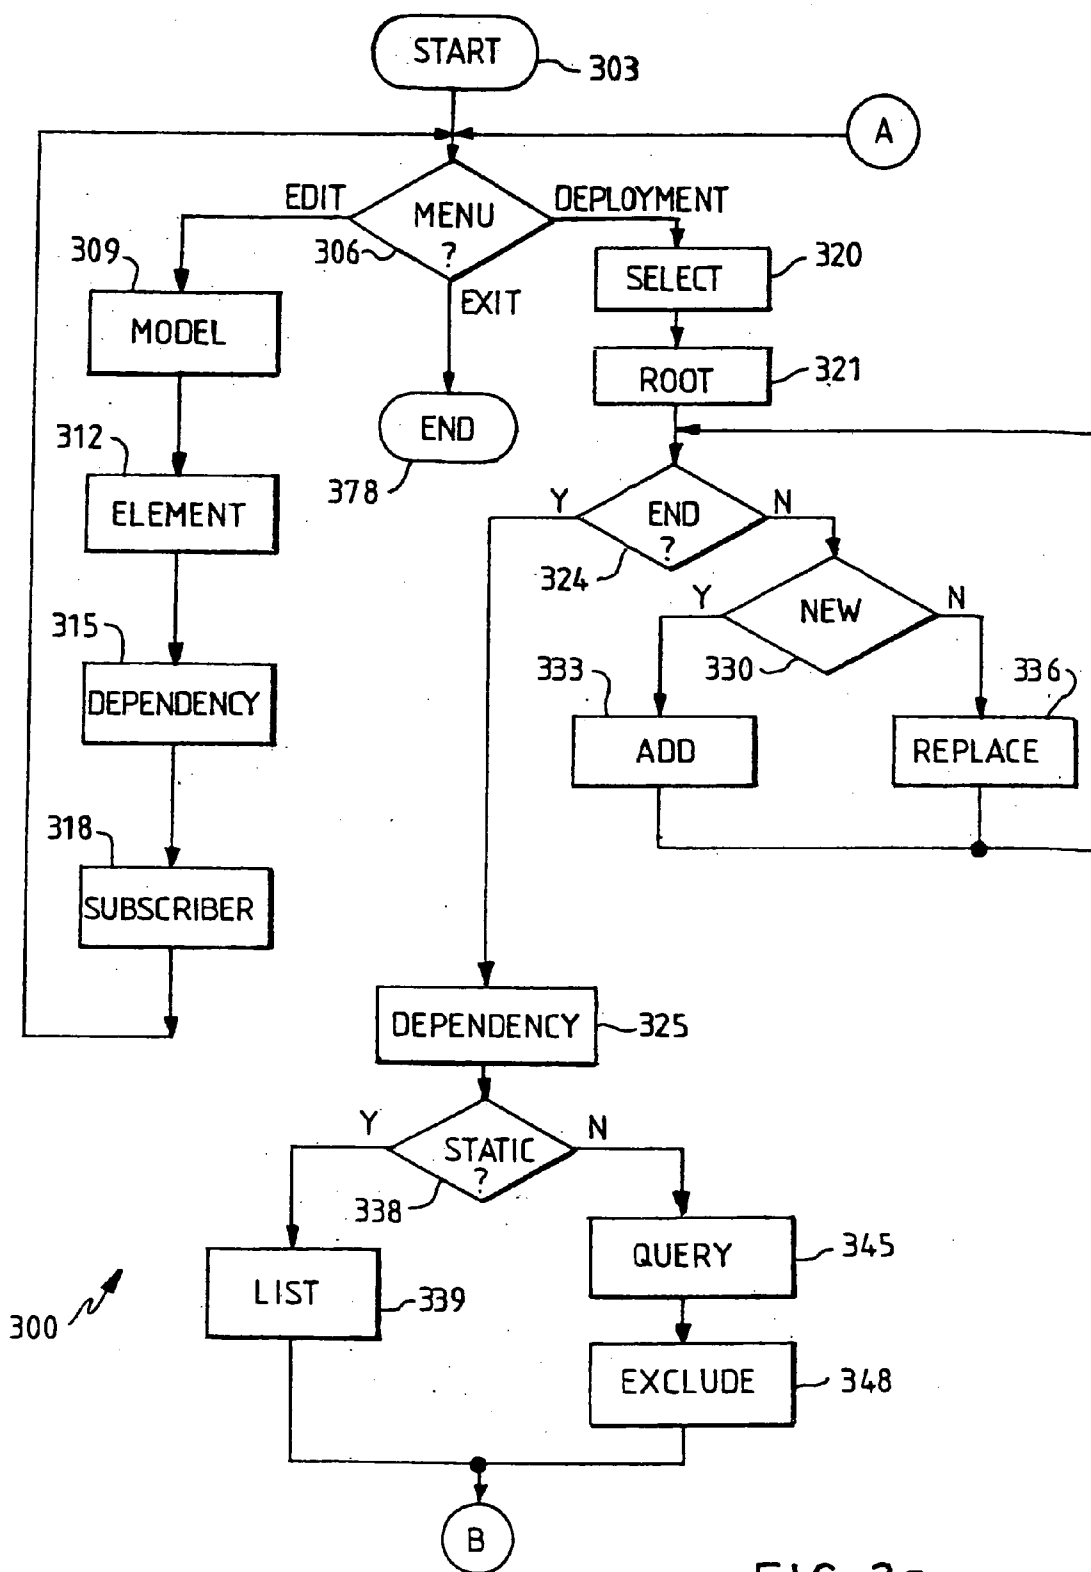 START
303
A
EDIT
MENU
?
306
DEPLOYMENT
EXIT
309
MODEL
SELECT
320
ROOT
321
END
378
312
ELEMENT
Y
END
?
N
324
Y
NEW
N
330
315
DEPENDENCY
333
ADD
336
REPLACE
318
SUBSCRIBER
DEPENDENCY
325
Y
STATIC
?
N
338
LIST
339
QUERY
345
EXCLUDE
348
300
B